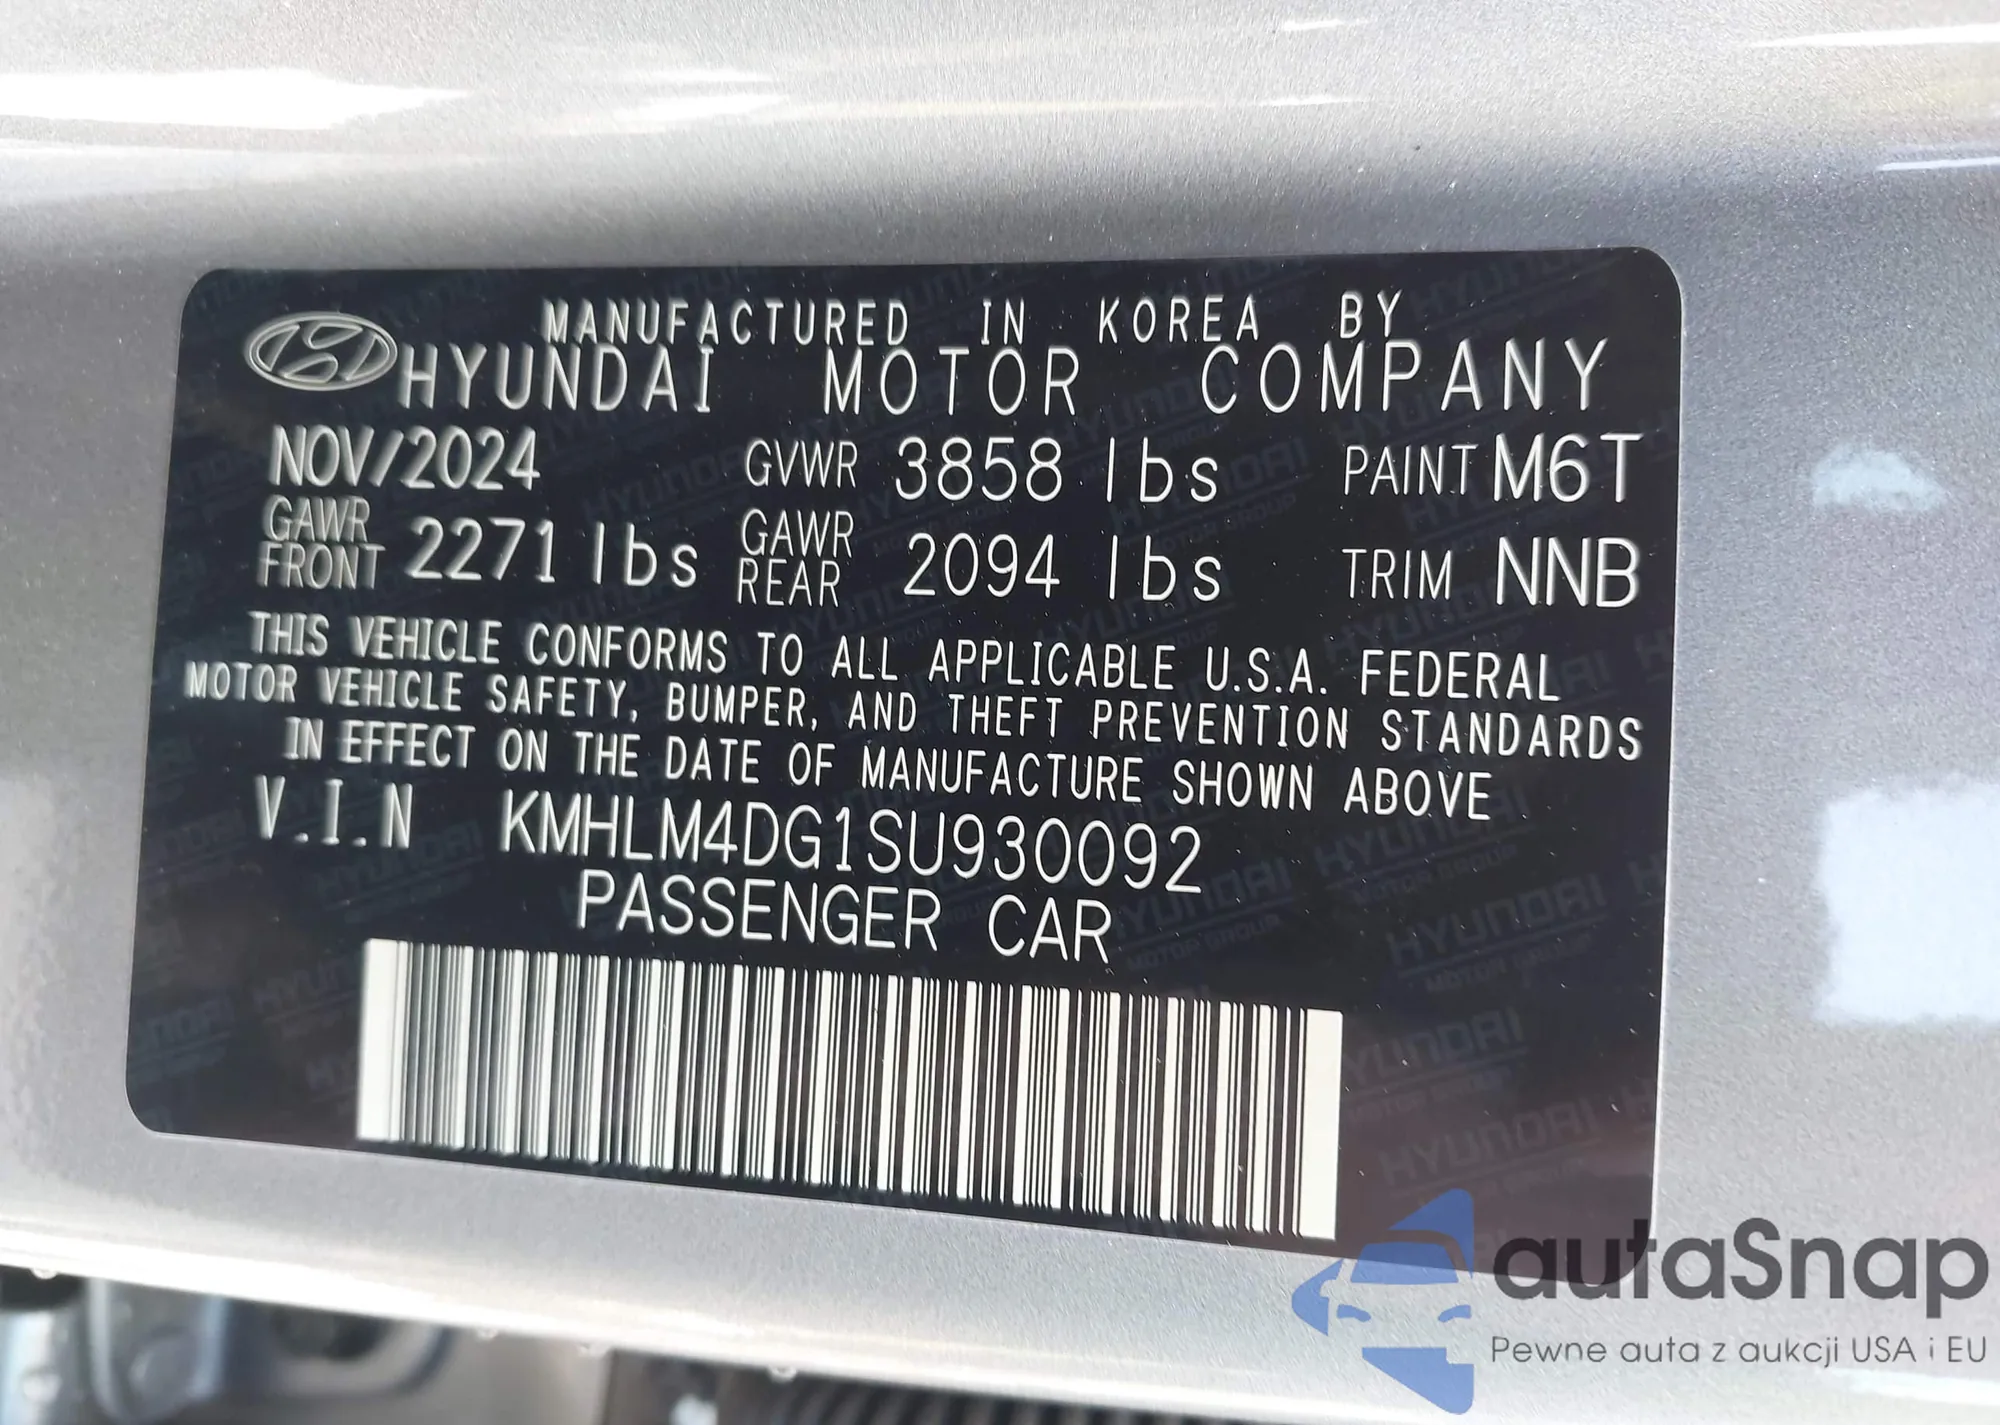 MANUFACTURED IN KOREA BY
HYUNDAI MOTOR COMPANY
NOV/2024 GVWR 3858 lbs PAINT M6T
GAWR FRONT 2271 lbs GAWR REAR 2094 lbs TRIM NNB
THIS VEHICLE CONFORMS TO ALL APPLICABLE U.S.A. FEDERAL
MOTOR VEHICLE SAFETY, BUMPER, AND THEFT PREVENTION STANDARDS
IN EFFECT ON THE DATE OF MANUFACTURE SHOWN ABOVE
V.I.N KMHLM4DG1SU930092
PASSENGER CAR
autaSnap
Pewne auta z aukcji USA i EU